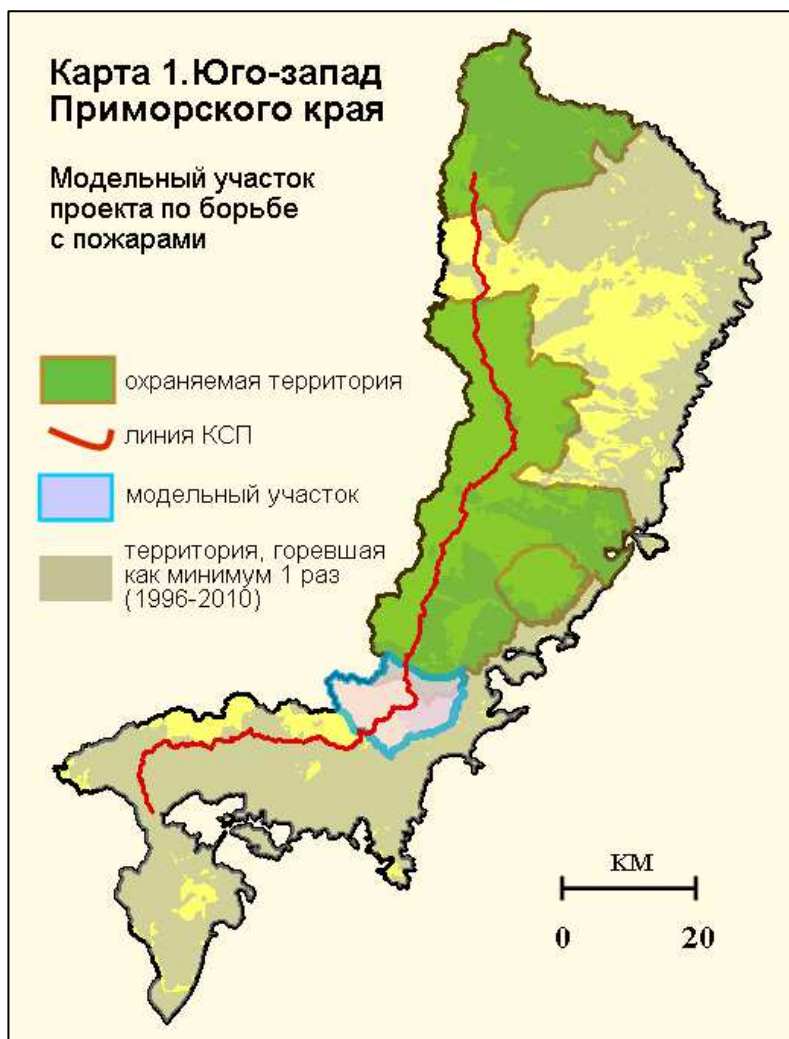 Карта 1.Юго-запад
Приморского края
Модельный участок
проекта по борьбе
с пожарами
охраняемая территория
линия КСП
модельный участок
территория, горевшая
как минимум 1 раз
(1996-2010)
км
0 20